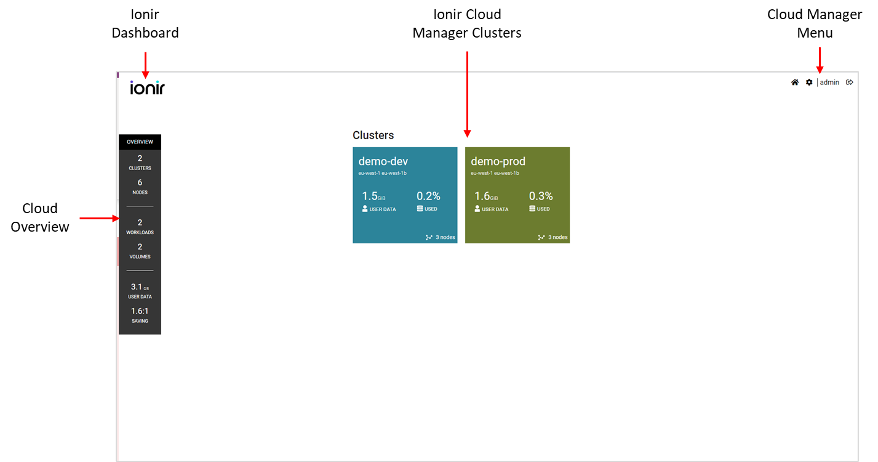 Ionir
Dashboard
Ionir Cloud
Manager Clusters
Cloud Manager
Menu
ionir
admin
Clusters
OVERVIEW
2
CLUSTERS
6
NODES
2
WORKLOADS
2
VOLUMES
3.1 GiB
USER DATA
1.6:1
SAVING
Cloud
Overview
demo-dev
eu-west-1 eu-west-1b
1.5GiB 0.2%
USER DATA USED
3 nodes
demo-prod
eu-west-1 eu-west-1b
1.6GiB 0.3%
USER DATA USED
3 nodes